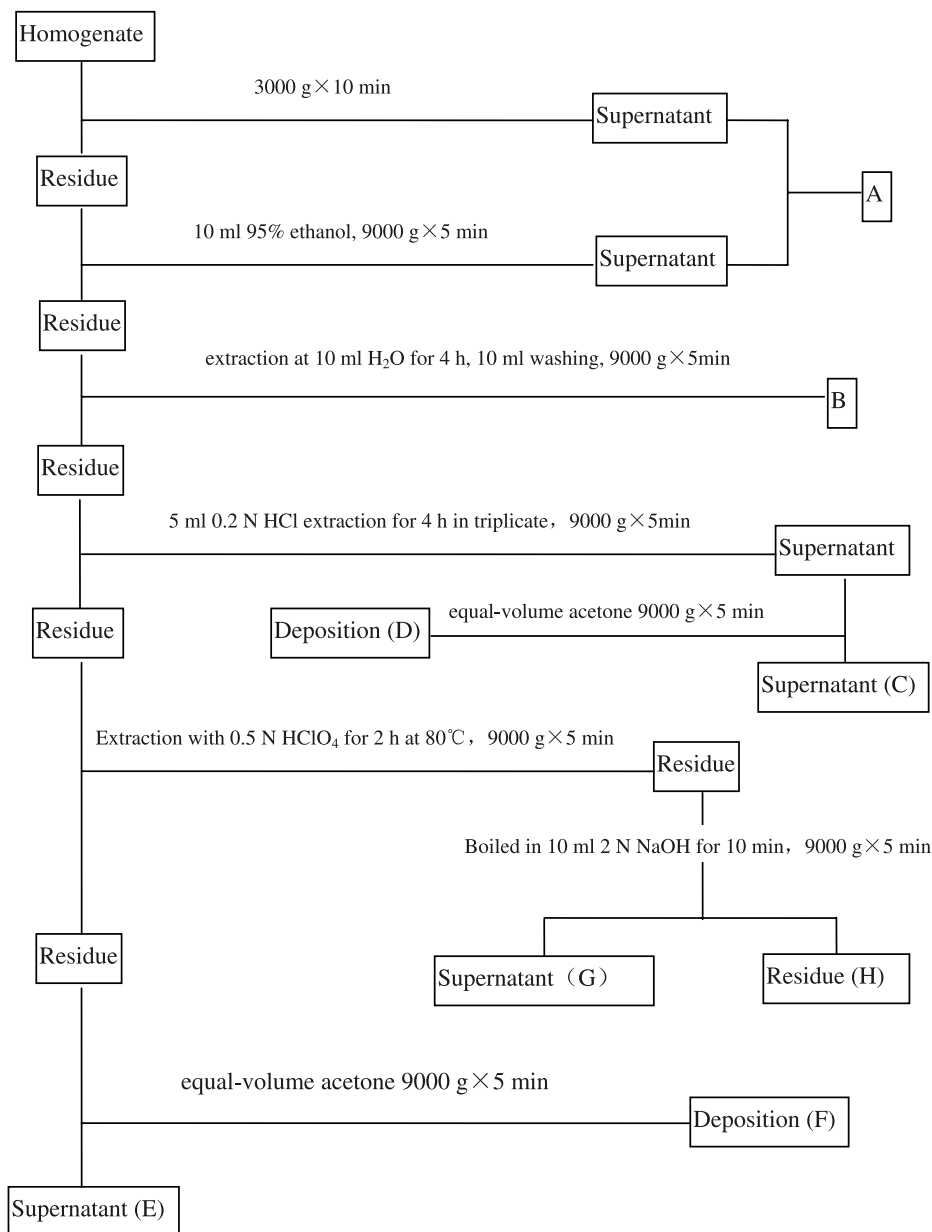 Homogenate
3000 g×10 min
Supernatant
Residue
A
10 ml 95% ethanol, 9000 g×5 min
Supernatant
Residue
extraction at 10 ml H₂O for 4 h, 10 ml washing, 9000 g×5min
B
Residue
5 ml 0.2 N HCl extraction for 4 h in triplicate，9000 g×5min
Supernatant
equal-volume acetone 9000 g×5 min
Residue
Deposition (D)
Supernatant (C)
Extraction with 0.5 N HClO₄ for 2 h at 80℃，9000 g×5 min
Residue
Boiled in 10 ml 2 N NaOH for 10 min，9000 g×5 min
Residue
Supernatant（G）
Residue (H)
equal-volume acetone 9000 g×5 min
Deposition (F)
Supernatant (E)